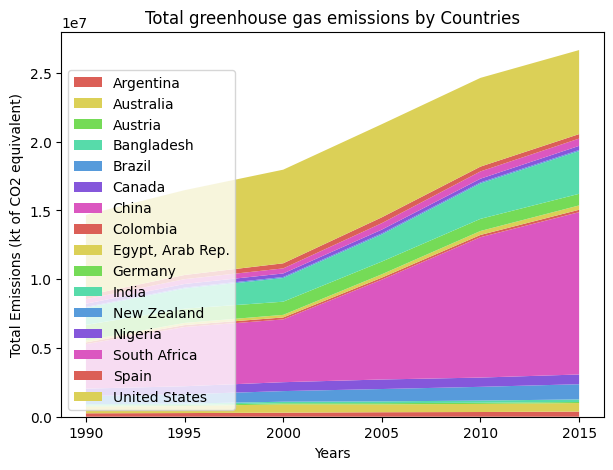 Total greenhouse gas emissions by Countries
1e7
Total Emissions (kt of CO2 equivalent)
2.5
2.0
1.5
1.0
0.5
0.0
Argentina
Australia
Austria
Bangladesh
Brazil
Canada
China
Colombia
Egypt, Arab Rep.
Germany
India
New Zealand
Nigeria
South Africa
Spain
United States
1990
1995
2000
2005
2010
2015
Years